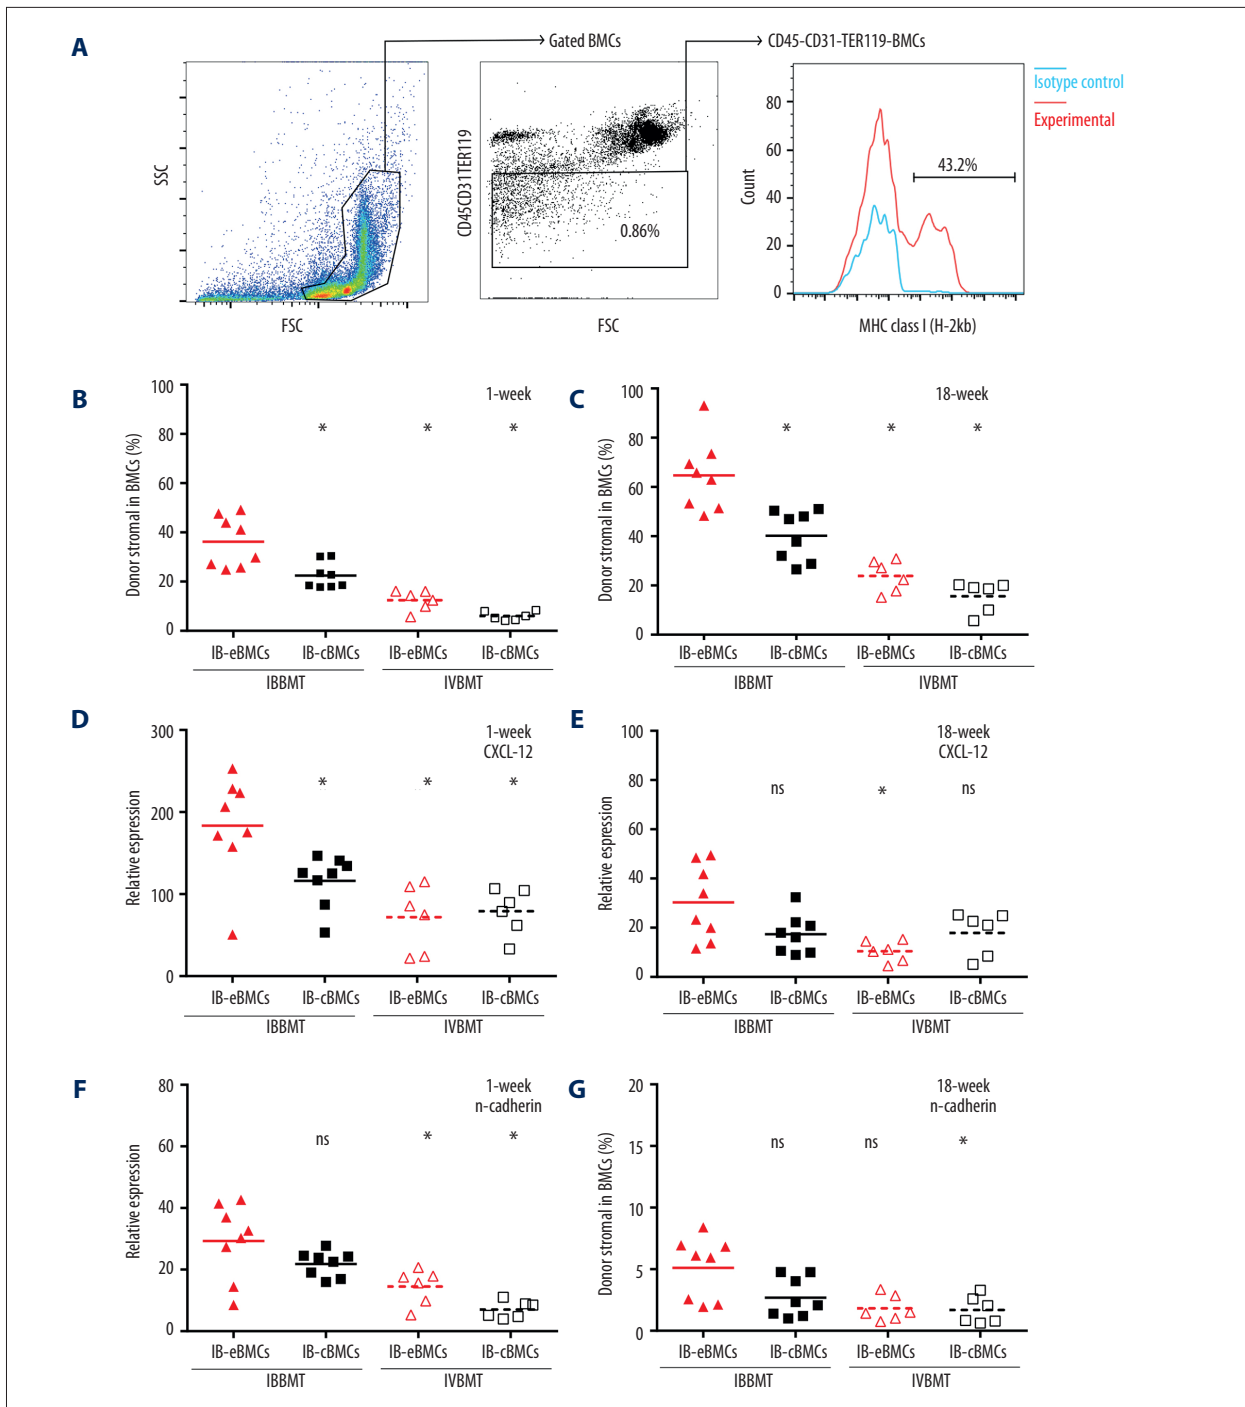 A
Gated BMCs
CD45-CD31-TER119-BMCs
SSC
FSC
CD45CD31TER119
0.86%
FSC
Count
80
60
40
20
0
43.2%
MHC class I (H-2kb)
Isotype control
Experimental
B
Donor stromal in BMCs (%)
100
80
60
40
20
0
1-week
* * *
IB-eBMCs IB-cBMCs IB-eBMCs IB-cBMCs
IBBMT IVBMT
C
Donor stromal in BMCs (%)
100
80
60
40
20
0
18-week
* * *
IB-eBMCs IB-cBMCs IB-eBMCs IB-cBMCs
IBBMT IVBMT
D
Relative espression
300
200
100
0
1-week
CXCL-12
* * *
IB-eBMCs IB-cBMCs IB-eBMCs IB-cBMCs
IBBMT IVBMT
E
Relative espression
100
80
60
40
20
0
18-week
CXCL-12
ns * ns
IB-eBMCs IB-cBMCs IB-eBMCs IB-cBMCs
IBBMT IVBMT
F
Relative espression
80
60
40
20
0
1-week
n-cadherin
ns * *
IB-eBMCs IB-cBMCs IB-eBMCs IB-cBMCs
IBBMT IVBMT
G
Donor stromal in BMCs (%)
20
15
10
5
0
18-week
n-cadherin
ns ns *
IB-eBMCs IB-cBMCs IB-eBMCs IB-cBMCs
IBBMT IVBMT